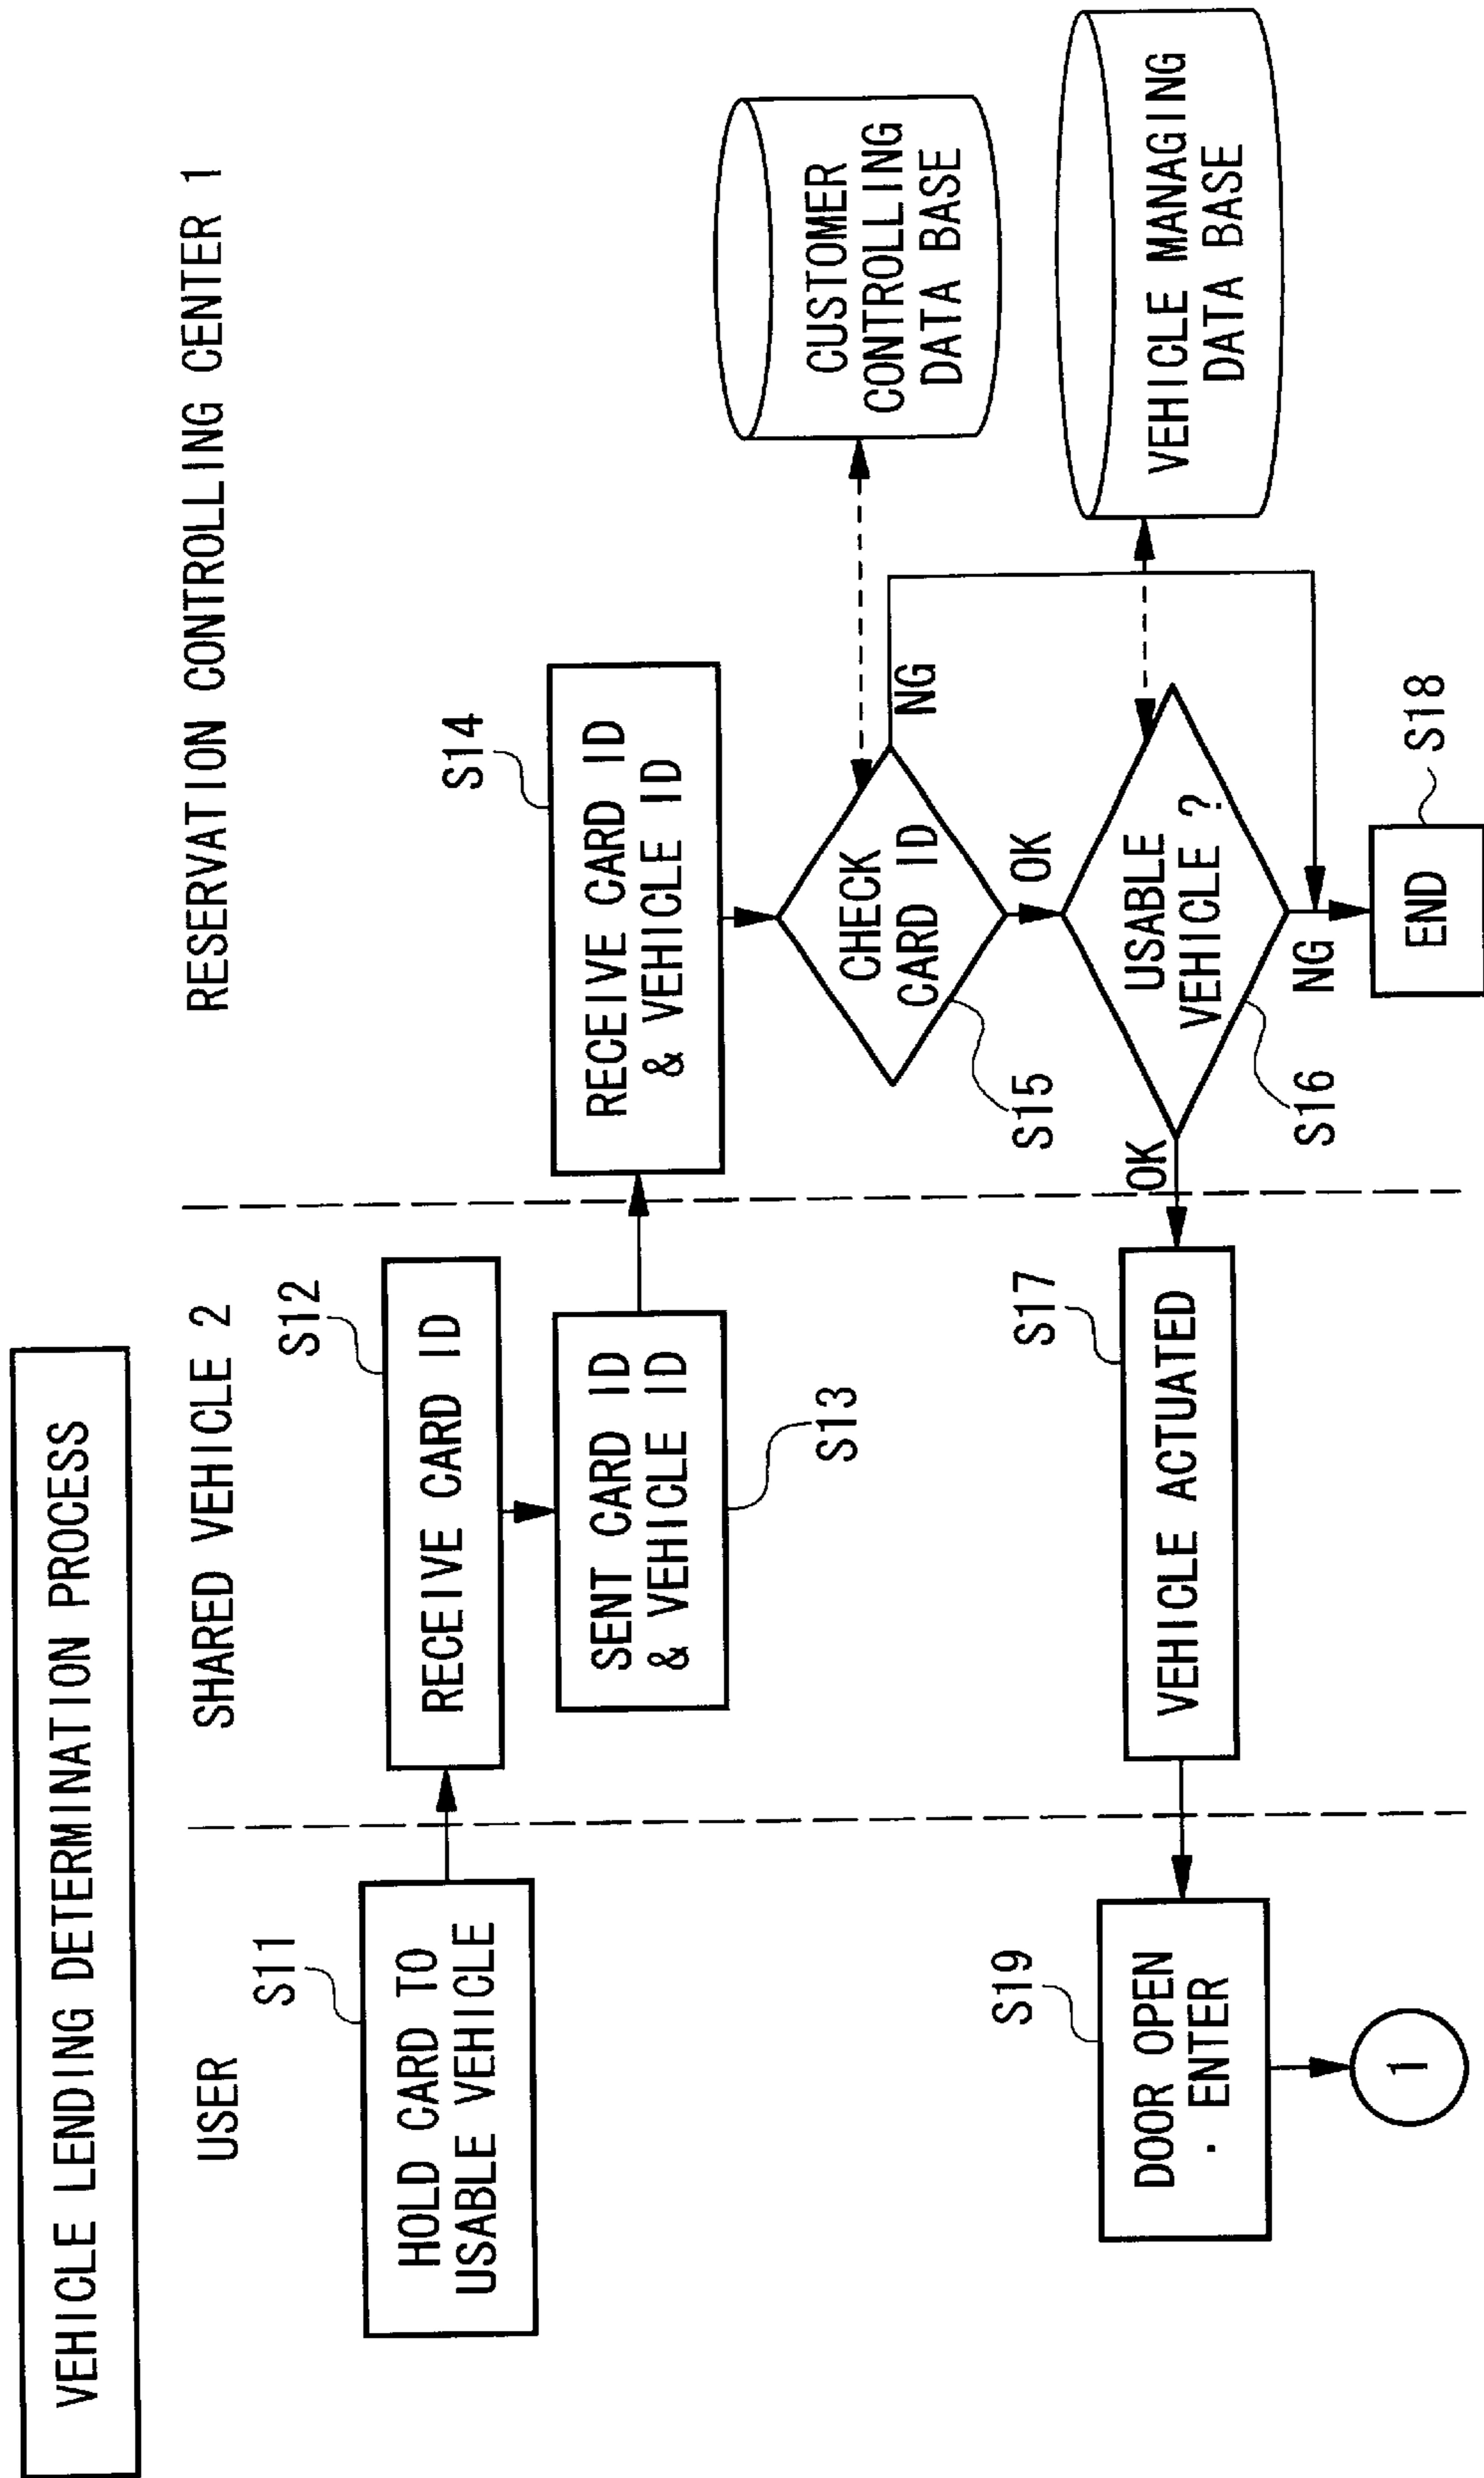 VEHICLE LENDING DETERMINATION PROCESS
USER
SHARED VEHICLE 2
RESERVATION CONTROLLING CENTER 1
S11
HOLD CARD TO
USABLE VEHICLE
S12
RECEIVE CARD ID
SENT CARD ID
& VEHICLE ID
S13
S14
RECEIVE CARD ID
& VEHICLE ID
CHECK
CARD ID
S15
NG
OK
CUSTOMER
CONTROLLING
DATA BASE
USABLE
VEHICLE ?
S16
OK
NG
VEHICLE MANAGING
DATA BASE
END
S18
S17
VEHICLE ACTUATED
S19
DOOR OPEN
· ENTER
1